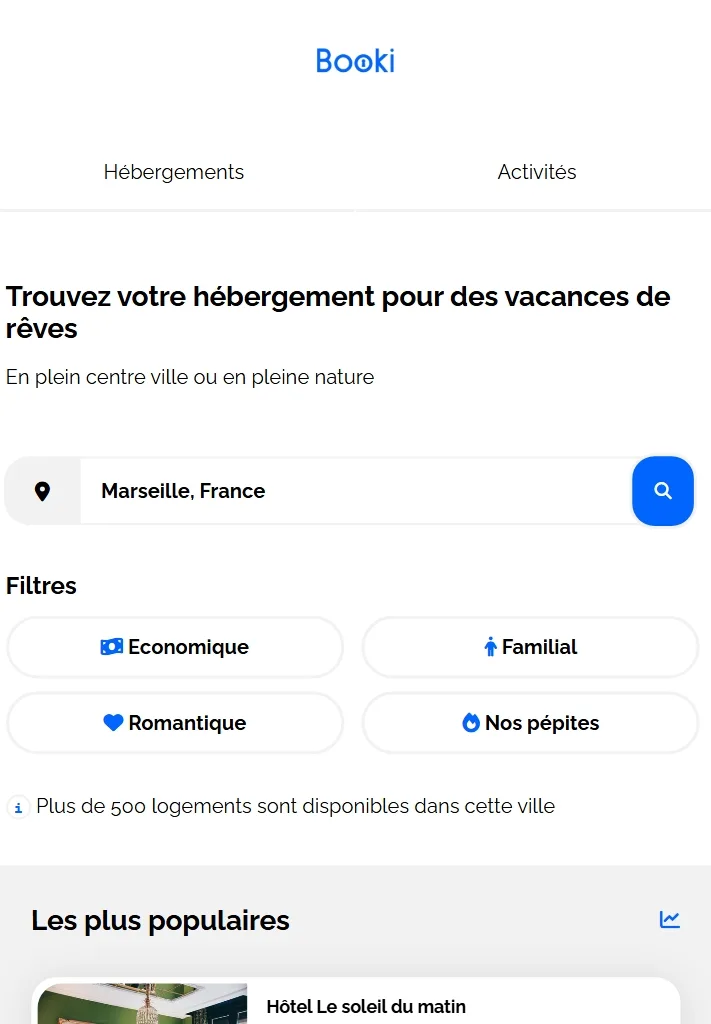 Booki
Hébergements
Activités
Trouvez votre hébergement pour des vacances de
rêves
En plein centre ville ou en pleine nature
Marseille, France
Filtres
Economique
Familial
Romantique
Nos pépites
i Plus de 500 logements sont disponibles dans cette ville
Les plus populaires
Hôtel Le soleil du matin